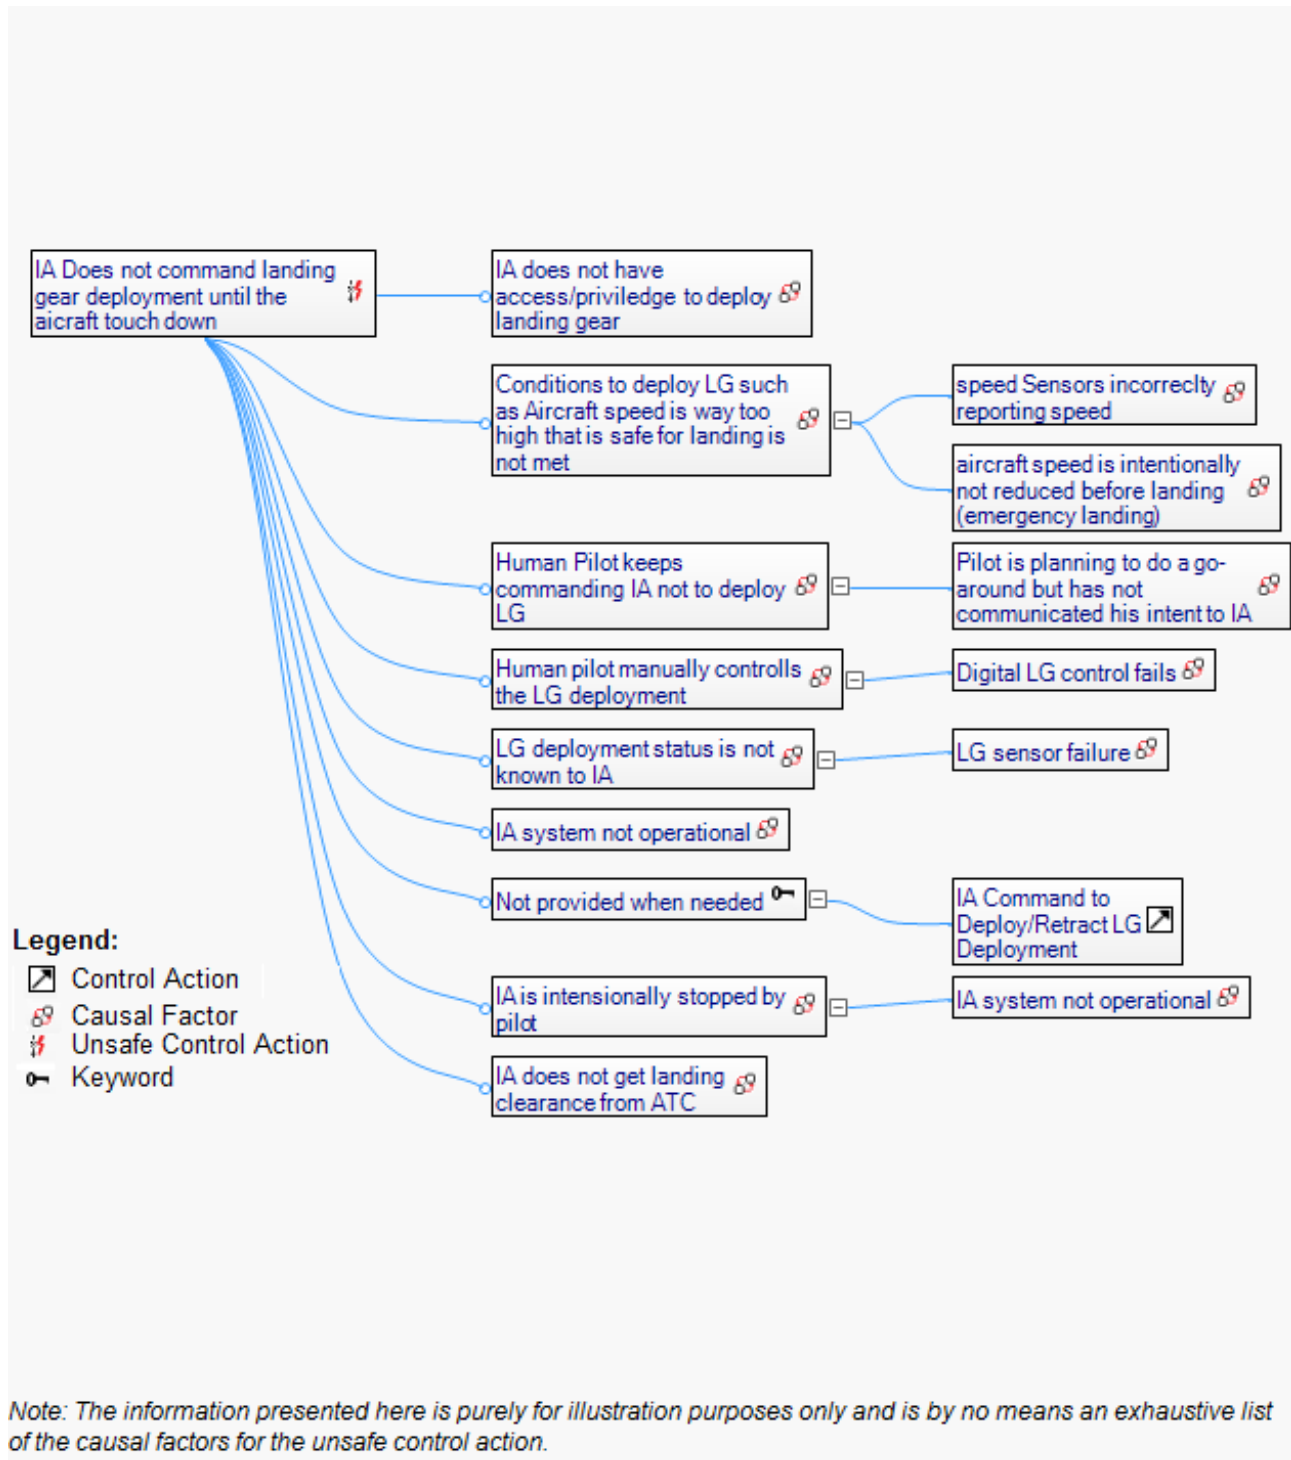 IA Does not command landing
gear deployment until the
aicraft touch down
IA does not have
access/priviledge to deploy
landing gear
Conditions to deploy LG such
as Aircraft speed is way too
high that is safe for landing is
not met
speed Sensors incorreclty
reporting speed
aircraft speed is intentionally
not reduced before landing
(emergency landing)
Human Pilot keeps
commanding IA not to deploy
LG
Pilot is planning to do a go-
around but has not
communicated his intent to IA
Human pilot manually controlls
the LG deployment
Digital LG control fails
LG deployment status is not
known to IA
LG sensor failure
IA system not operational
Not provided when needed
IA Command to
Deploy/Retract LG
Deployment
IA is intensionally stopped by
pilot
IA system not operational
IA does not get landing
clearance from ATC
Legend:
Control Action
Causal Factor
Unsafe Control Action
Keyword
Note: The information presented here is purely for illustration purposes only and is by no means an exhaustive list
of the causal factors for the unsafe control action.